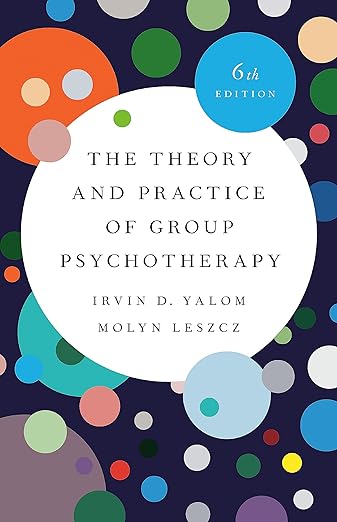 6th
EDITION
THE THEORY
AND PRACTICE
OF GROUP
PSYCHOTHERAPY
IRVIN D. YALOM
MOLYN LESZCZ